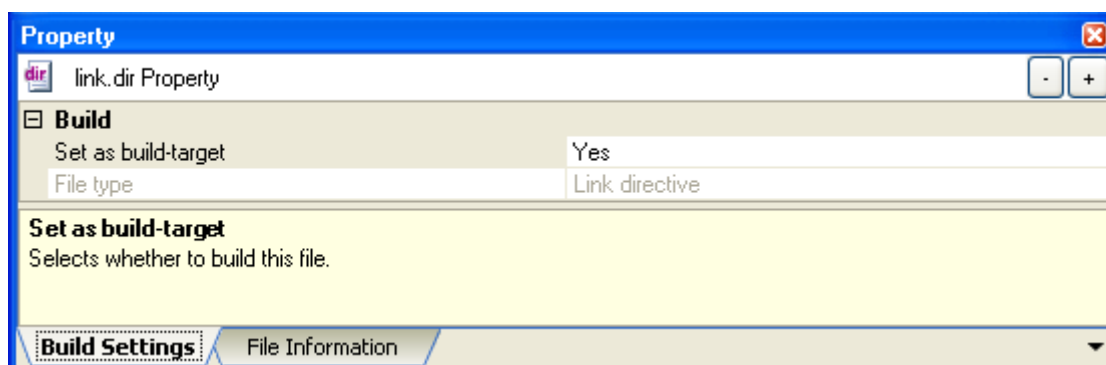 Property
dir link.dir Property - +
Build
Set as build-target Yes
File type Link directive
Set as build-target
Selects whether to build this file.
Build Settings File Information